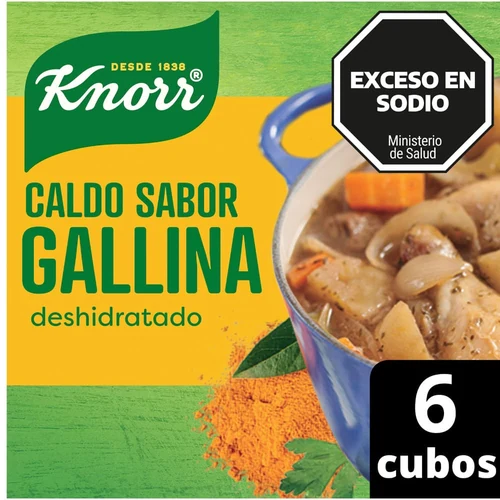 DESDE 1838
Knorr®
CALDO SABOR
GALLINA
deshidratado
EXCESO EN
SODIO
Ministerio
de Salud
6
cubos